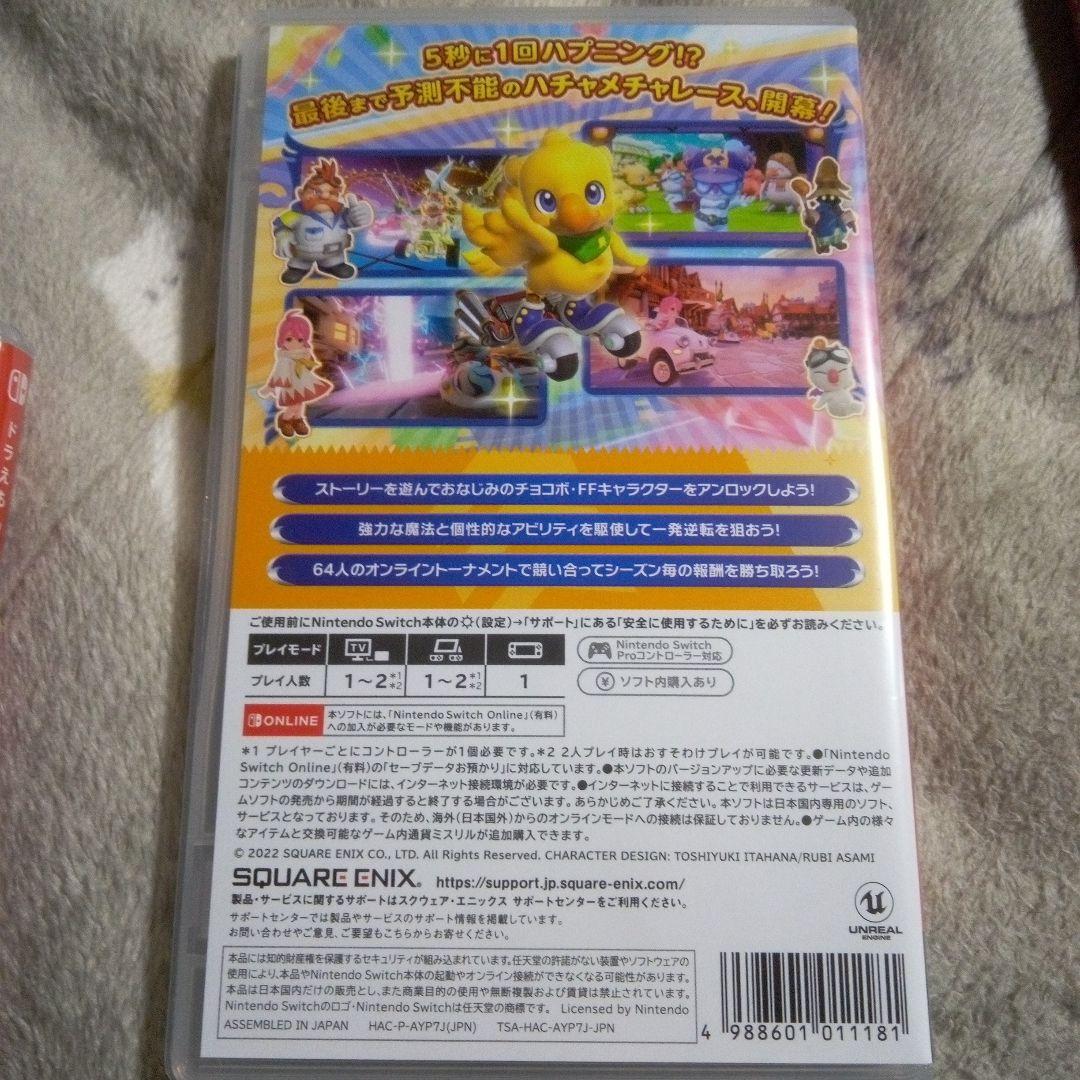 5秒に1回ハプニング!?
最後まで予測不能のハチャメチャレース、開幕!
ストーリーを遊んでおなじみのチョコボ・FFキャラクターをアンロックしよう!
強力な魔法と個性的なアビリティを駆使して一発逆転を狙おう!
64人のオンライントーナメントで競い合ってシーズン毎の報酬を勝ち取ろう!
ご使用前にNintendo Switch本体の(設定)→「サポート」にある「安全に使用するために」を必ずお読みください。
プレイモード TV
プレイ人数 1～2 *1 *2 1～2 *1 *2 1
Nintendo Switch
Proコントローラー対応
ソフト内購入あり
ONLINE
本ソフトには、「Nintendo Switch Online」(有料)
への加入が必要なモードや機能があります。
*1 プレイヤーごとにコントローラーが1個必要です。*2 2人プレイ時はおすそわけプレイが可能です。●「Nintendo
Switch Online」(有料)の「セーブデータお預かり」に対応しています。●本ソフトのバージョンアップに必要な更新データや追加
コンテンツのダウンロードには、インターネット接続環境が必要です。●インターネットに接続することで利用できるサービスは、ゲー
ムソフトの発売から期間が経過すると終了する場合がございます。あらかじめご了承ください。本ソフトは日本国内専用のソフト、
サービスとなっております。そのため、海外(日本国外)からのオンラインモードへの接続は保証しておりません。●ゲーム内の様々
なアイテムと交換可能なゲーム内通貨ミスリルが追加購入できます。
© 2022 SQUARE ENIX CO., LTD. All Rights Reserved. CHARACTER DESIGN: TOSHIYUKI ITAHANA/RUBI ASAMI
SQUARE ENIX. https://support.jp.square-enix.com/
製品・サービスに関するサポートはスクウェア・エニックス サポートセンターをご利用ください。
サポートセンターでは製品やサービスのサポート情報を掲載しています。
お問い合わせやご意見、ご要望もこちらからお寄せください。
UNREAL
ENGINE
本品には知的財産権を保護するセキュリティが組み込まれています。任天堂の許諾がない装置やソフトウェアの
使用により、本品やNintendo Switch本体の起動やオンライン接続ができなくなる可能性があります。
本品は日本国内だけの販売とし、また商業目的の使用や無断複製および賃貸は禁止されています。
Nintendo Switchのロゴ・Nintendo Switchは任天堂の商標です。 Licensed by Nintendo
ASSEMBLED IN JAPAN HAC-P-AYP7J(JPN) TSA-HAC-AYP7J-JPN
4 988601 011181
ドラえも